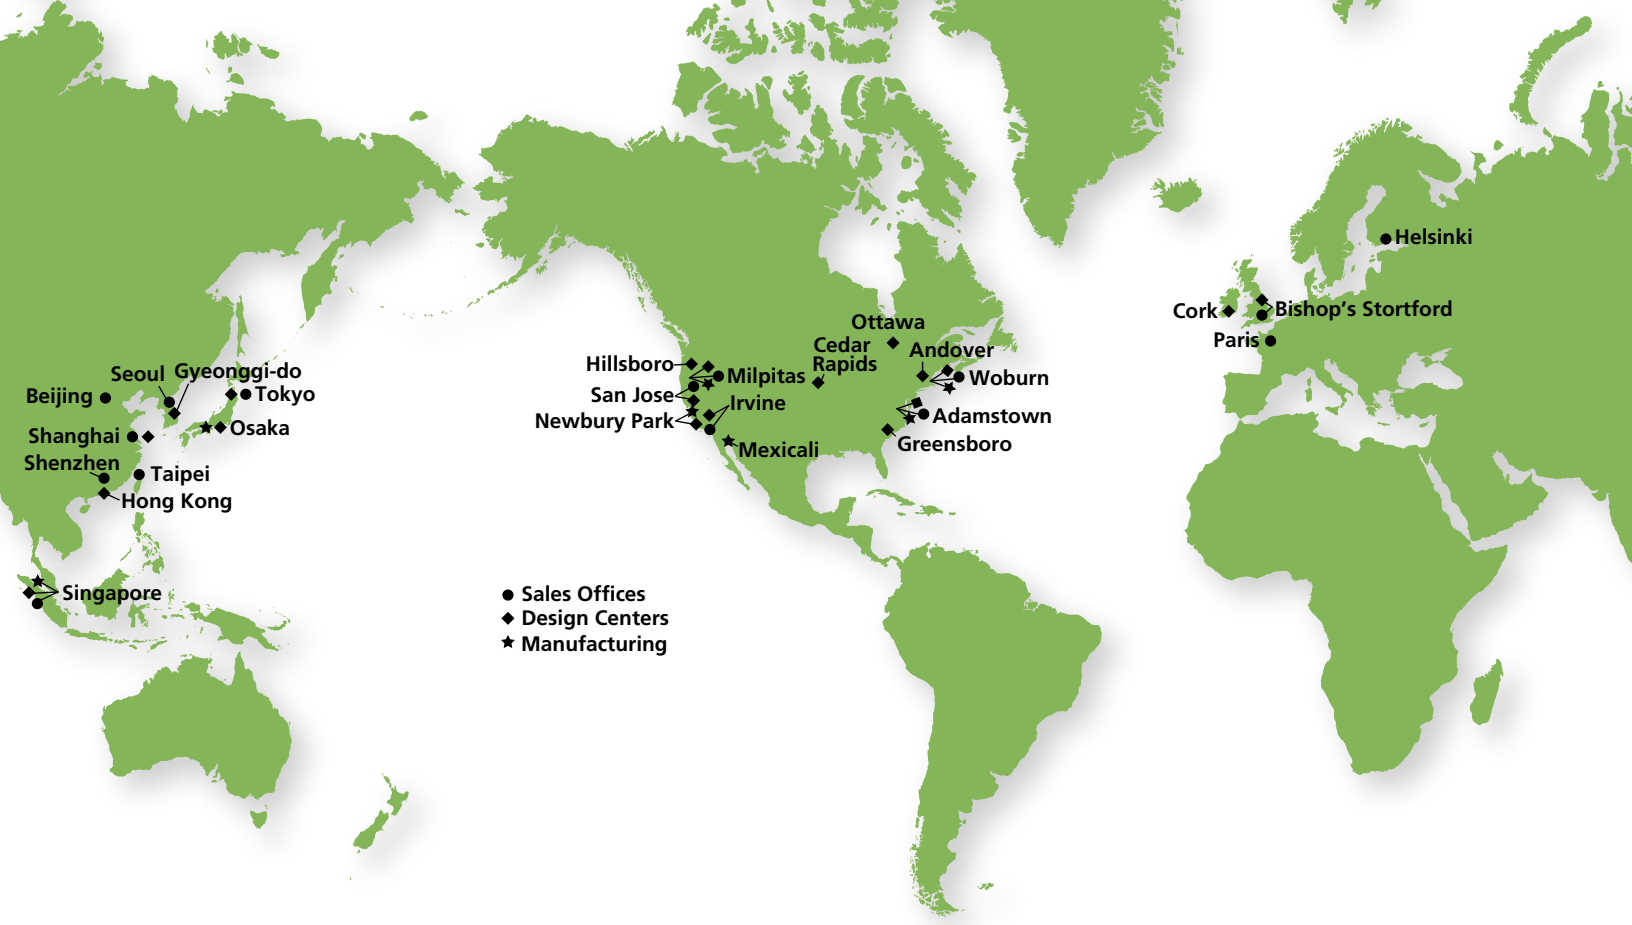 Helsinki
Cork
Bishop's Stortford
Paris
Ottawa
Cedar
Rapids
Andover
Woburn
Adamstown
Greensboro
Hillsboro
Milpitas
San Jose
Irvine
Newbury Park
Mexicali
Seoul
Gyeonggi-do
Beijing
Tokyo
Shanghai
Osaka
Shenzhen
Taipei
Hong Kong
Singapore
Sales Offices
Design Centers
Manufacturing